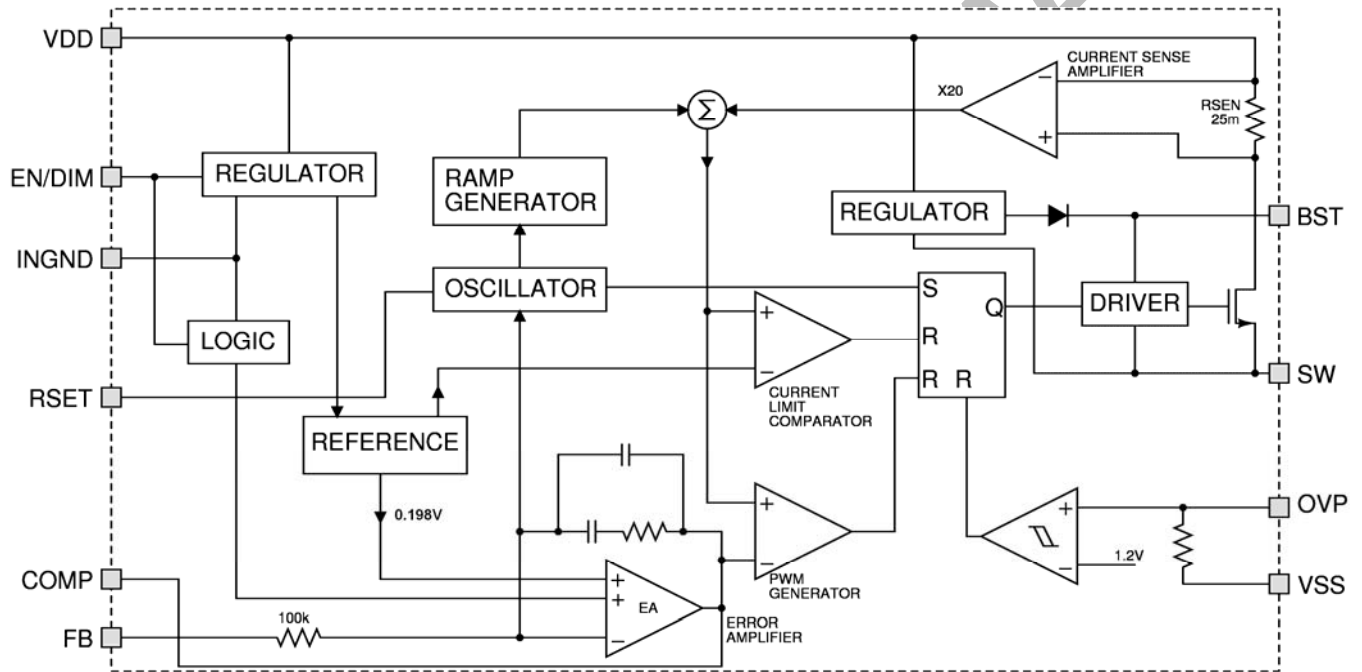 VDD
CURRENT SENSE
AMPLIFIER
X20
Σ
−
+
RSEN
25m
EN/DIM
REGULATOR
RAMP
GENERATOR
REGULATOR
BST
INGND
OSCILLATOR
S
Q
DRIVER
LOGIC
+
R
−
R R
SW
RSET
CURRENT
LIMIT
COMPARATOR
REFERENCE
0.198V
+
OVP
+
1.2V
−
−
COMP
+
+
EA
PWM
GENERATOR
VSS
100k
FB
−
ERROR
AMPLIFIER